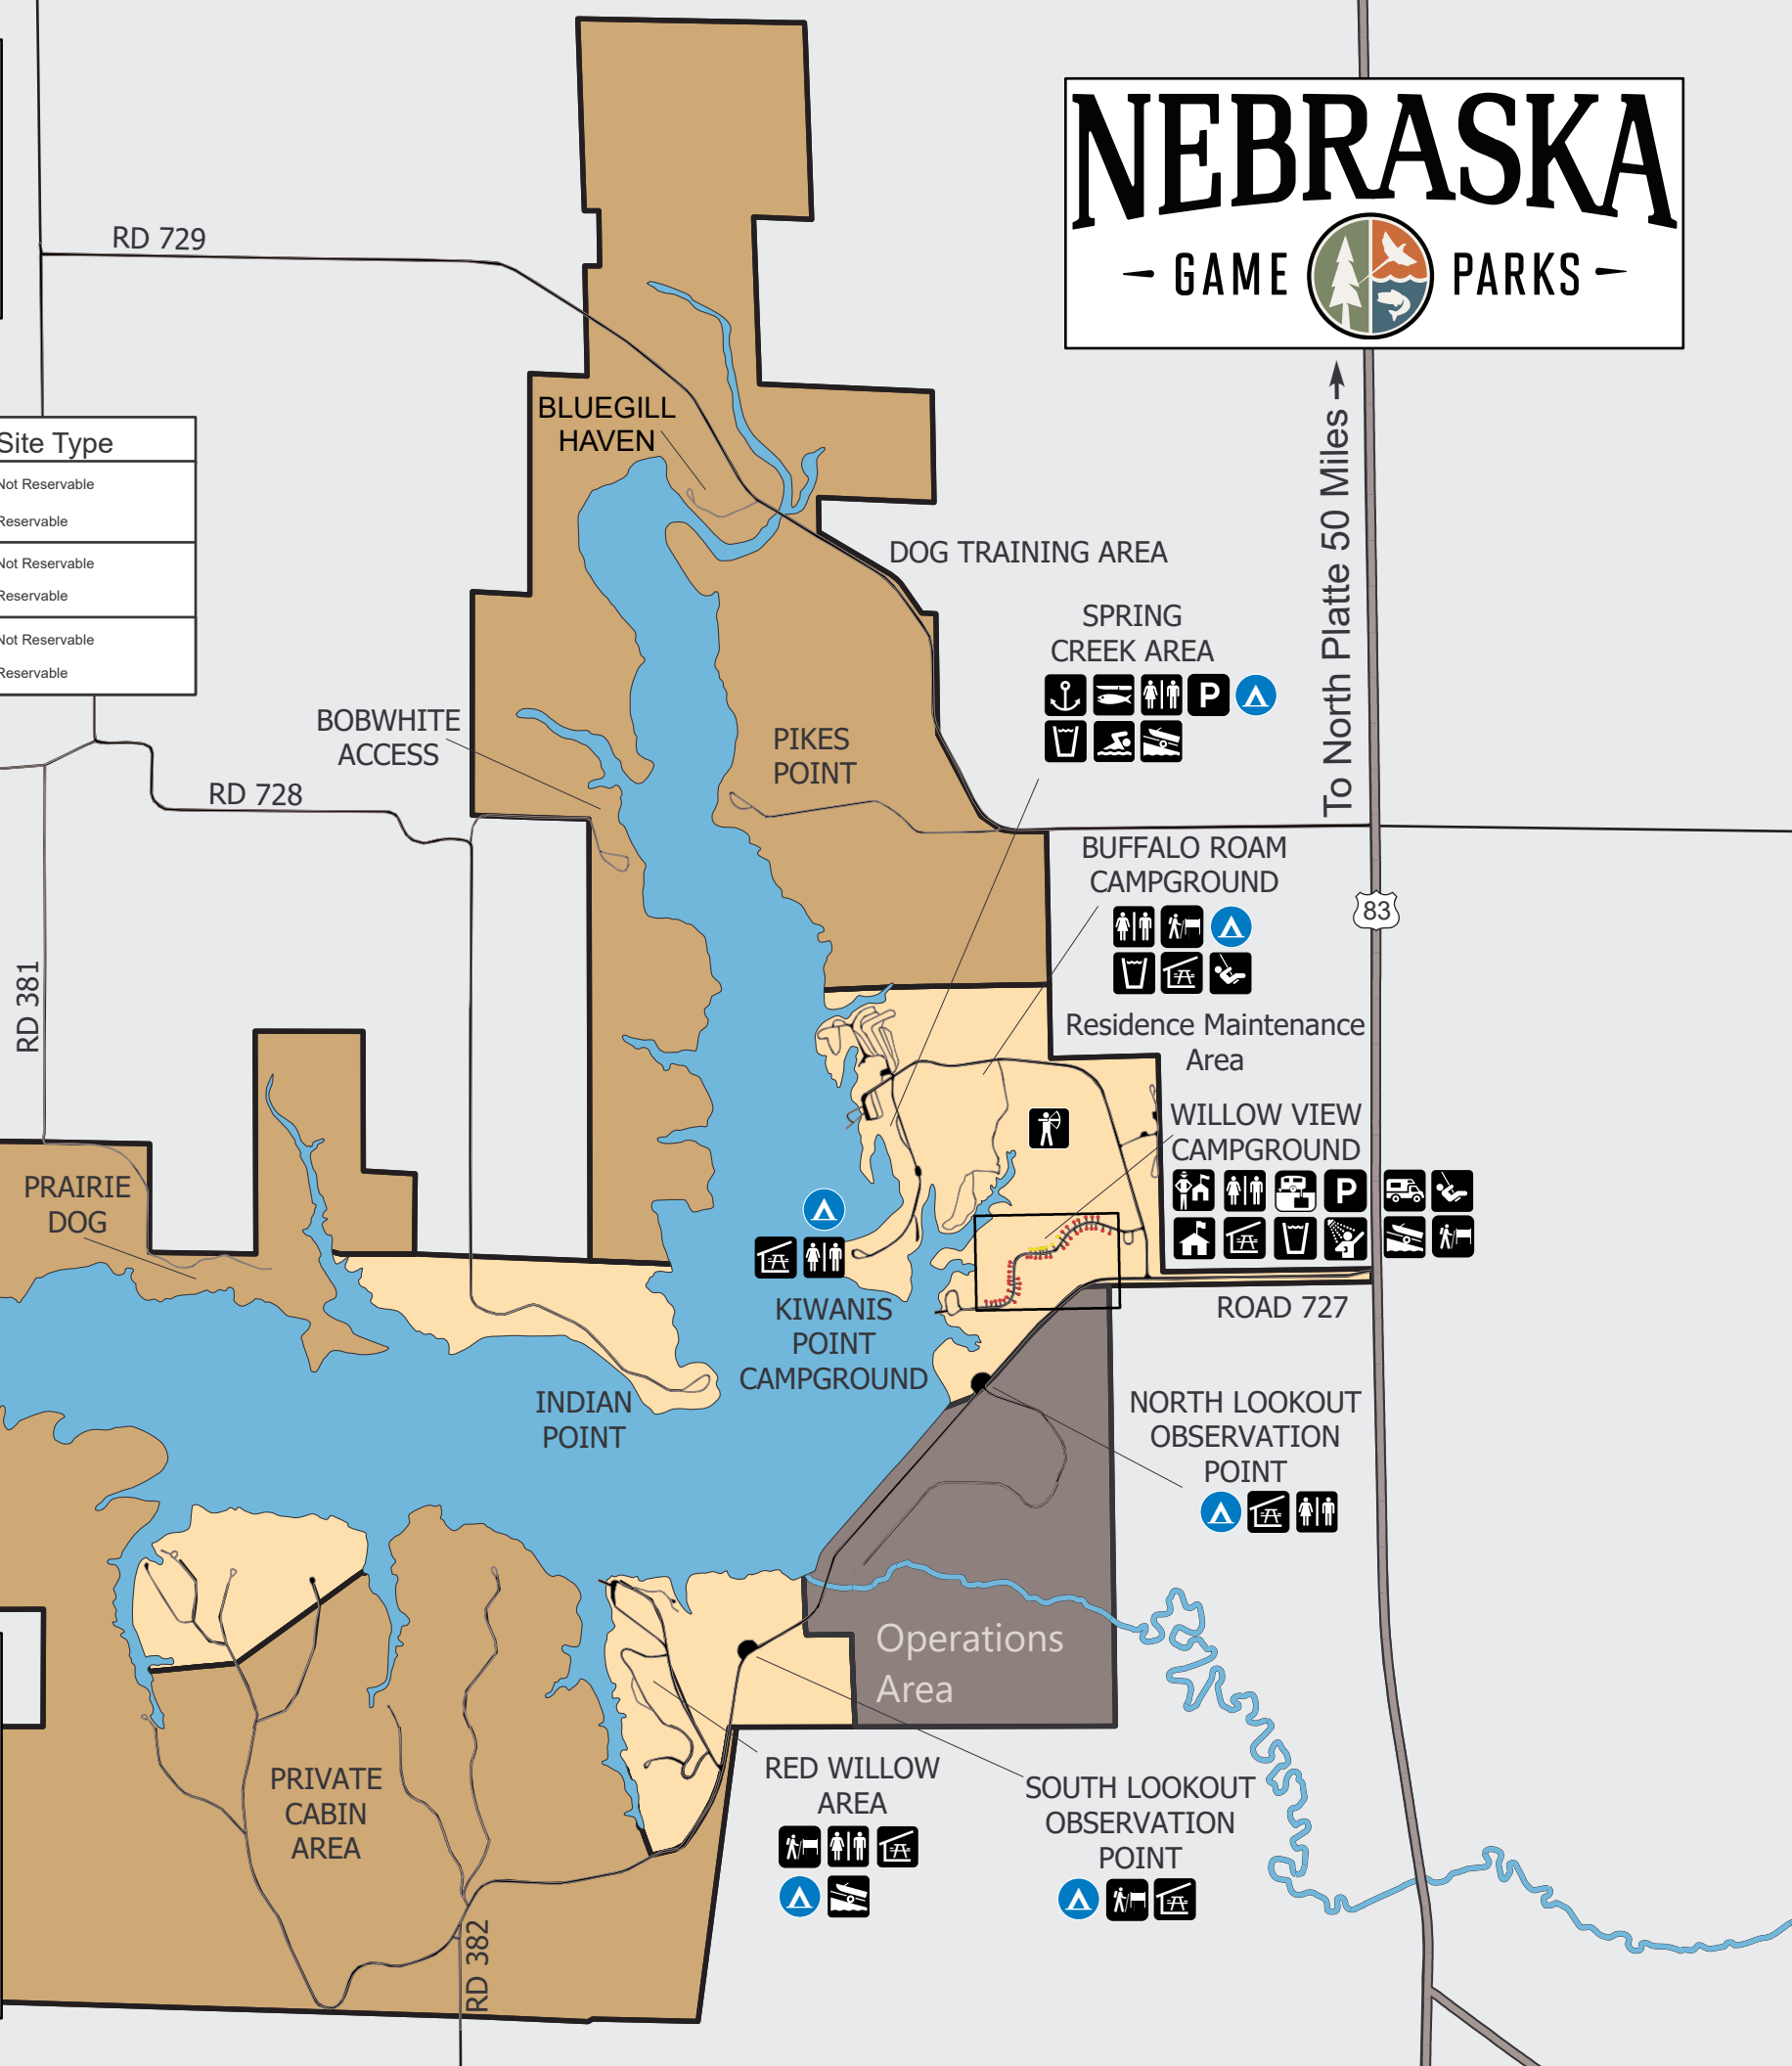 NEBRASKA
GAME PARKS
To North Platte 50 Miles
RD 729
BLUEGILL
HAVEN
Site Type
Not Reservable
Reservable
Not Reservable
Reservable
Not Reservable
Reservable
DOG TRAINING AREA
SPRING
CREEK AREA
P
BOBWHITE
ACCESS
PIKES
POINT
RD 728
BUFFALO ROAM
CAMPGROUND
83
RD 381
Residence Maintenance
Area
WILLOW VIEW
CAMPGROUND
P
PRAIRIE
DOG
KIWANIS
POINT
CAMPGROUND
ROAD 727
INDIAN
POINT
NORTH LOOKOUT
OBSERVATION
POINT
Operations
Area
RED WILLOW
AREA
SOUTH LOOKOUT
OBSERVATION
POINT
PRIVATE
CABIN
AREA
RD 382